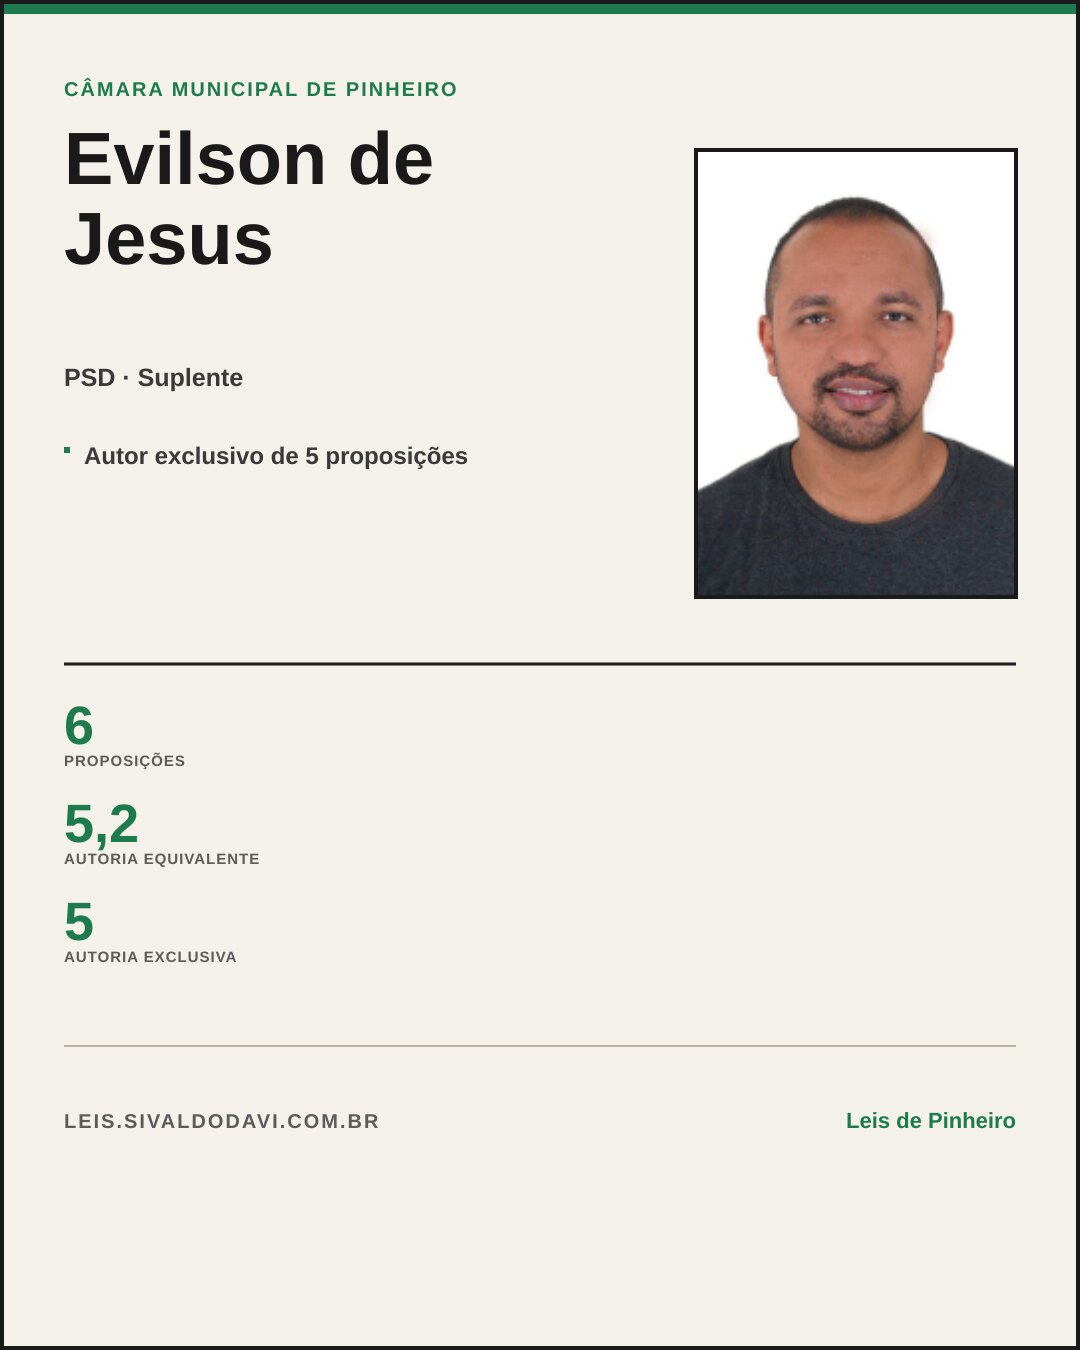 CÂMARA MUNICIPAL DE PINHEIRO
Evilson de
Jesus
PSD · Suplente
Autor exclusivo de 5 proposições
6
PROPOSIÇÕES
5,2
AUTORIA EQUIVALENTE
5
AUTORIA EXCLUSIVA
LEIS.SIVALDODAVI.COM.BR
Leis de Pinheiro